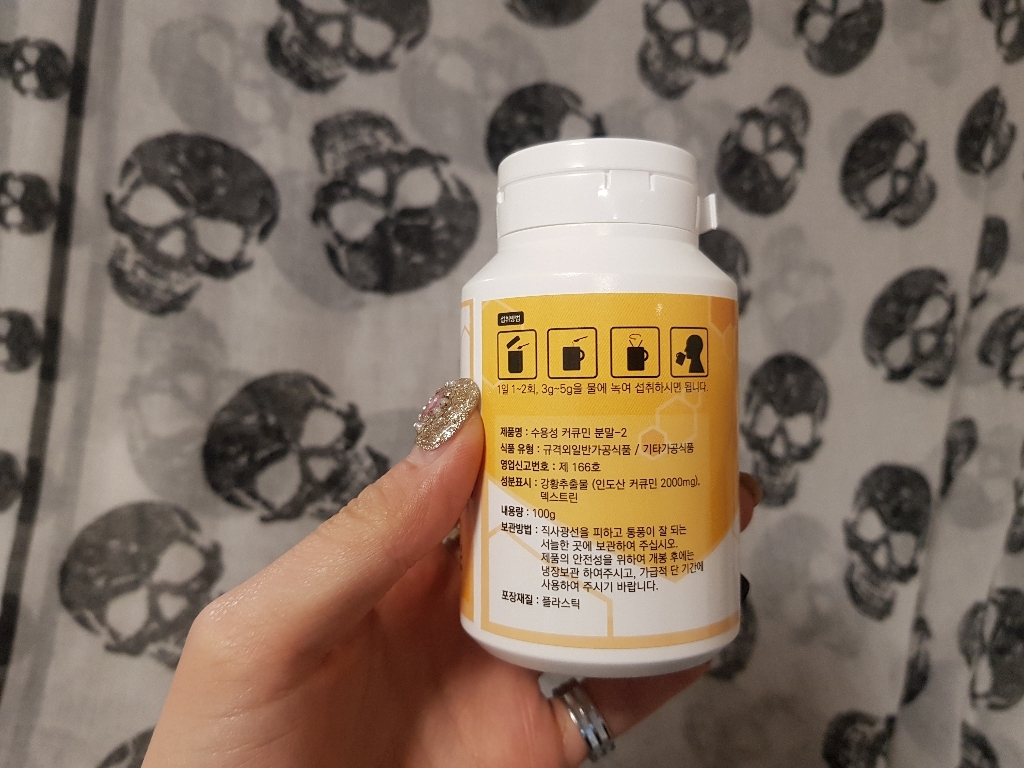 섭취방법
1일 1~2회, 3g~5g을 물에 녹여 섭취하시면 됩니다.
제품명 : 수용성 커큐민 분말-2
식품 유형 : 규격외일반가공식품 / 기타가공식품
영업신고번호 : 제 166호
성분표시 : 강황추출물 (인도산 커큐민 2000mg),
덱스트린
내용량 : 100g
보관방법 : 직사광선을 피하고 통풍이 잘 되는
서늘한 곳에 보관하여 주십시오.
제품의 안전성을 위하여 개봉 후에는
냉장보관 하여주시고, 가급적 단 기간에
사용하여 주시기 바랍니다.
포장재질 : 플라스틱